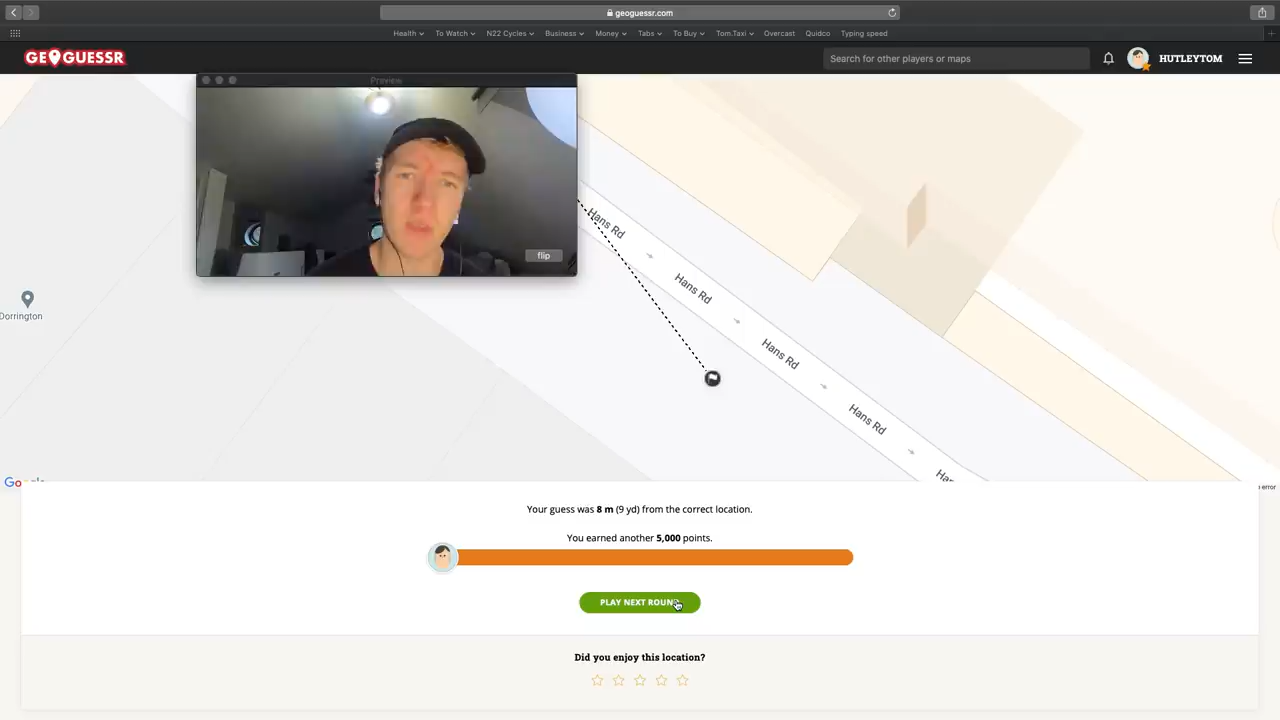 geoguessr.com
Health
To Watch
N22 Cycles
Business
Money
Tabs
To Buy
Tom.Taxi
Overcast
Quidco
Typing speed
GEOGUESSR
Search for other players or maps
HUTLEYTOM
Preview
flip
Hans Rd
Hans Rd
Hans Rd
Hans Rd
Dorrington
Your guess was 8 m (9 yd) from the correct location.
You earned another 5,000 points.
PLAY NEXT ROUND
Did you enjoy this location?